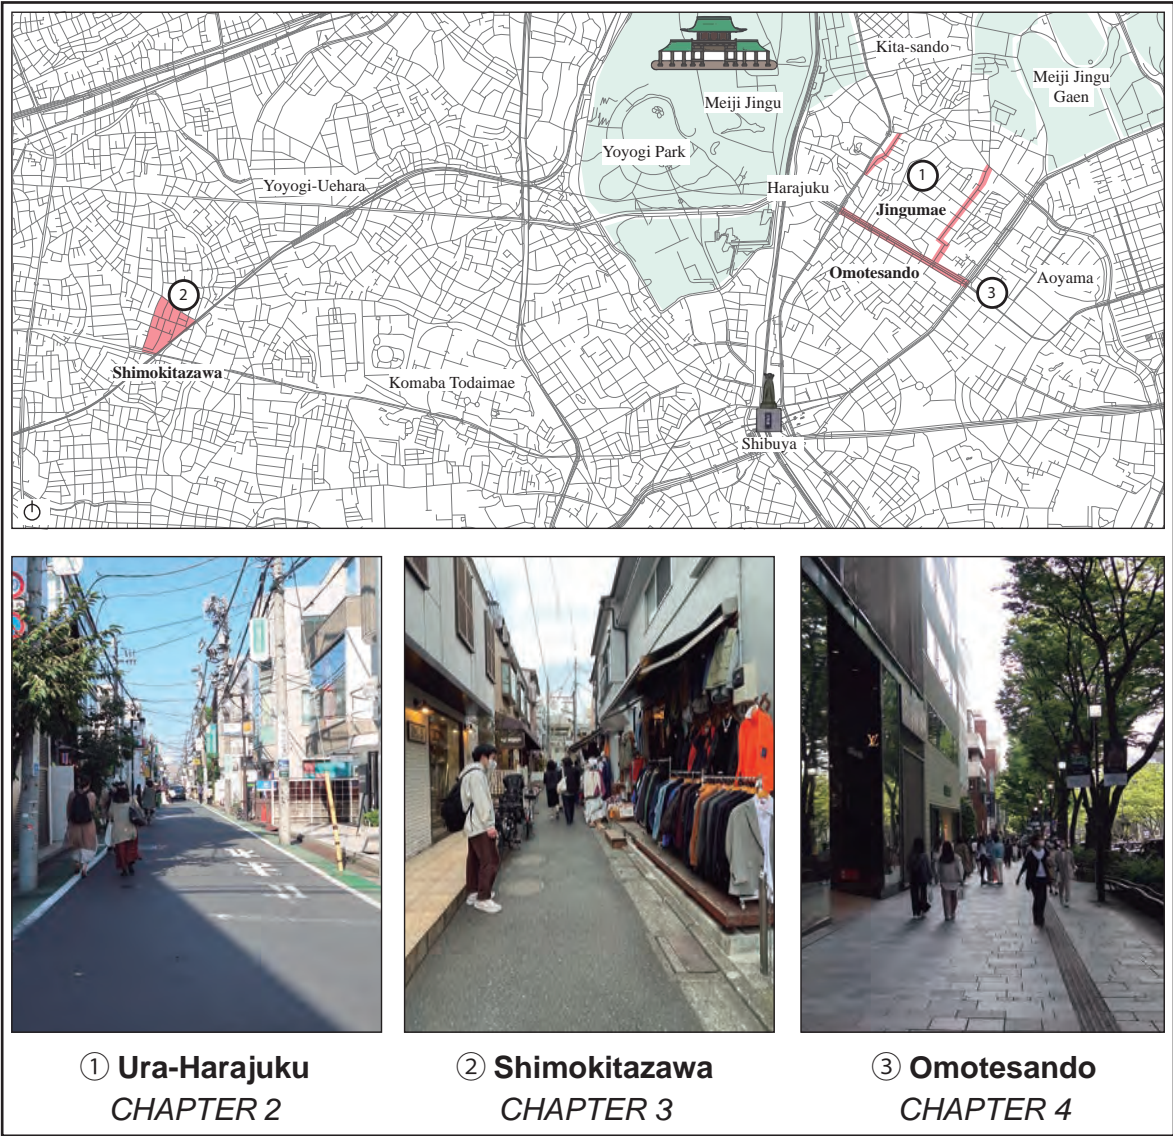 Kita-sando
Meiji Jingu
Gaen
Meiji Jingu
Yoyogi Park
1
Yoyogi-Uehara
Harajuku
Jingumae
Omotesando
Aoyama
2
3
Shimokitazawa
Komaba Todaimae
Shibuya
LV
① Ura-Harajuku
CHAPTER 2
② Shimokitazawa
CHAPTER 3
③ Omotesando
CHAPTER 4